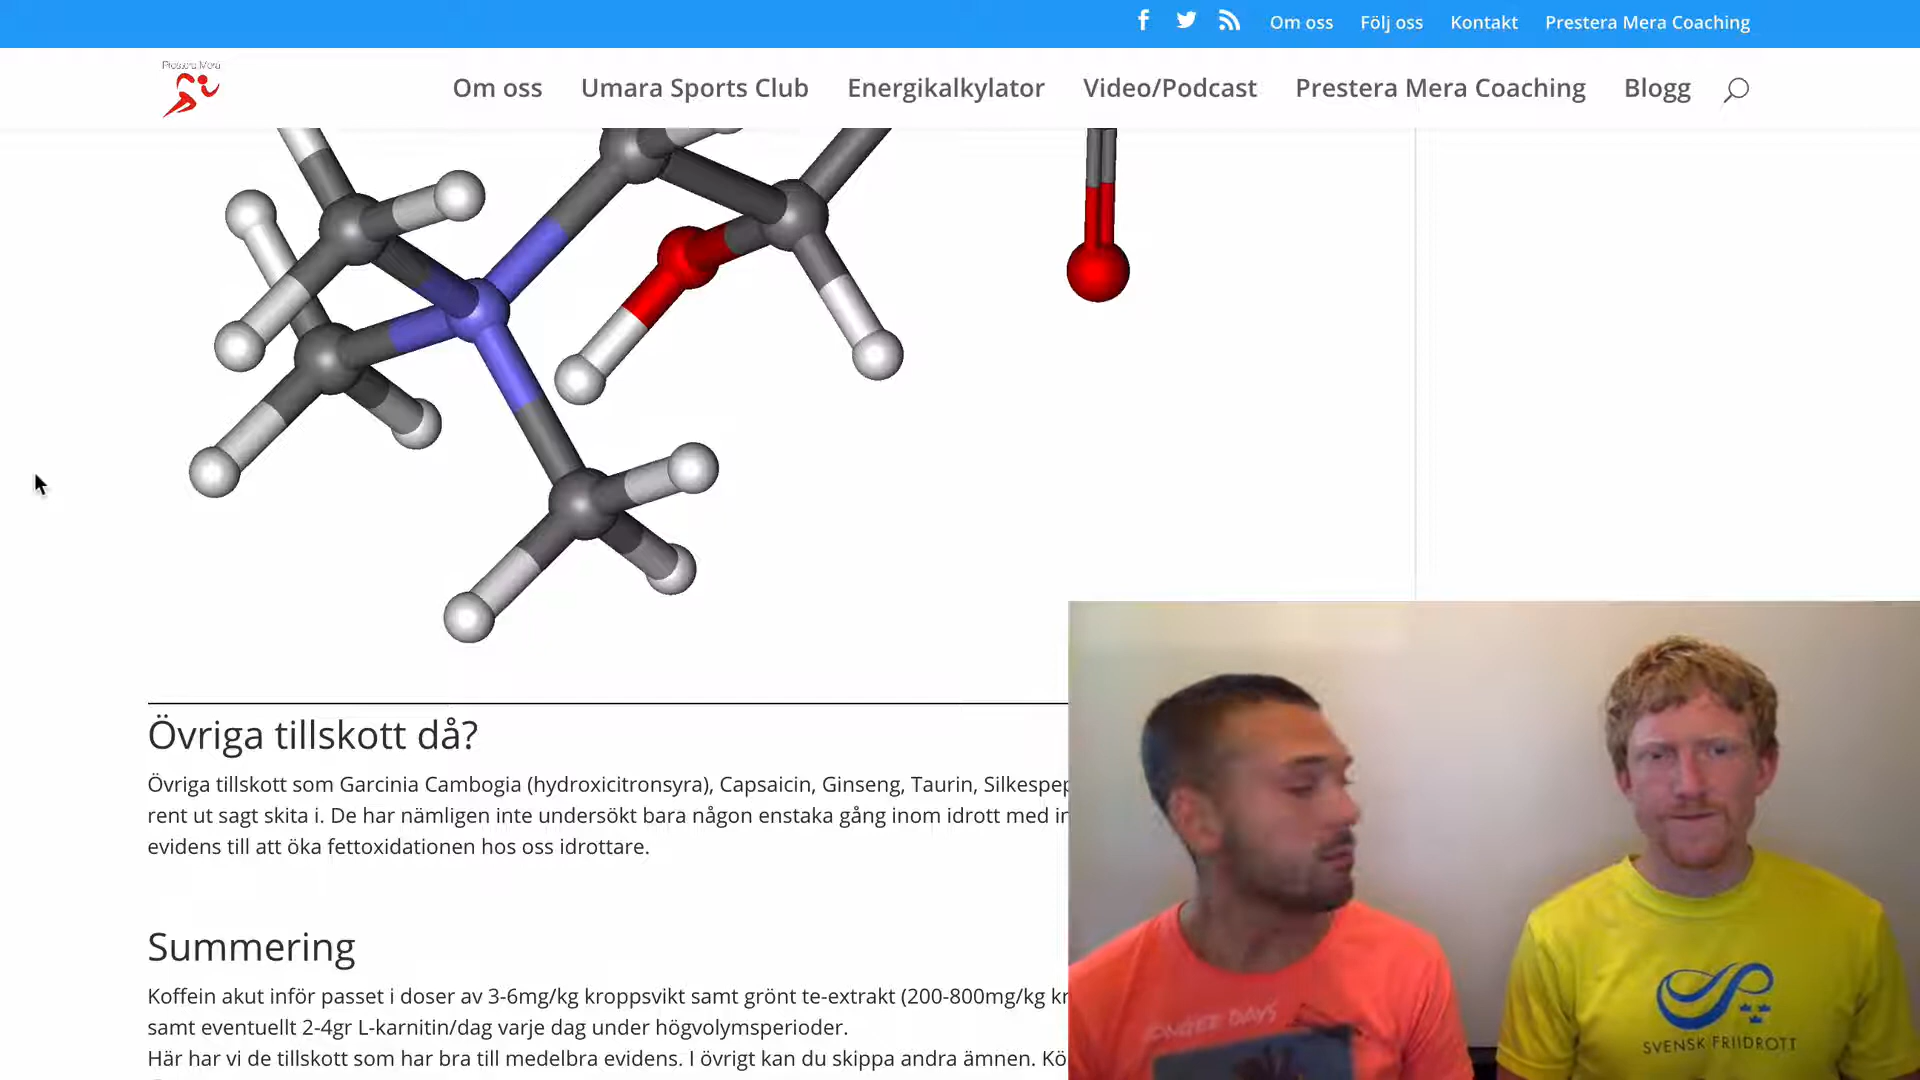 Om oss Följ oss Kontakt Prestera Mera Coaching
Prestera Mera
Om oss Umara Sports Club Energikalkylator Video/Podcast Prestera Mera Coaching Blogg
Övriga tillskott då?
Övriga tillskott som Garcinia Cambogia (hydroxicitronsyra), Capsaicin, Ginseng, Taurin, Silkespep
rent ut sagt skita i. De har nämligen inte undersökt bara någon enstaka gång inom idrott med in
evidens till att öka fettoxidationen hos oss idrottare.
Summering
Koffein akut inför passet i doser av 3-6mg/kg kroppsvikt samt grönt te-extrakt (200-800mg/kg kr
samt eventuellt 2-4gr L-karnitin/dag varje dag under högvolymsperioder.
Här har vi de tillskott som har bra till medelbra evidens. I övrigt kan du skippa andra ämnen. Kö
DAYS
SVENSK FRIIDROTT